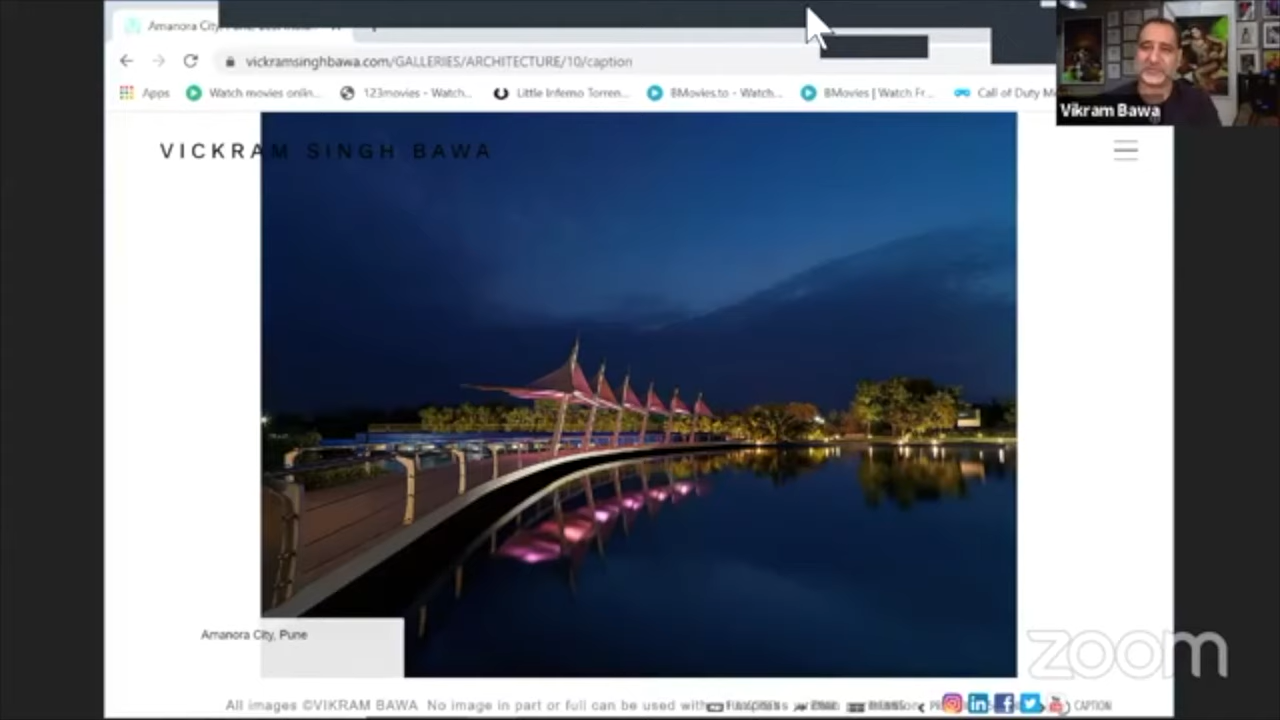 Amanora City, Pune,
vickramsinghbawa.com/GALLERIES/ARCHITECTURE/10/caption
Apps
Watch movies onlin...
123movies - Watch...
Little Inferno Torren...
8Movies.to - Watch...
BMovies | Watch Fr...
Call of Duty M
Vikram Bawa
VICKRAM SINGH BAWA
Amanora City, Pune
zoom
All images ©VIKRAM BAWA No image in part or full can be used with
CAPTION